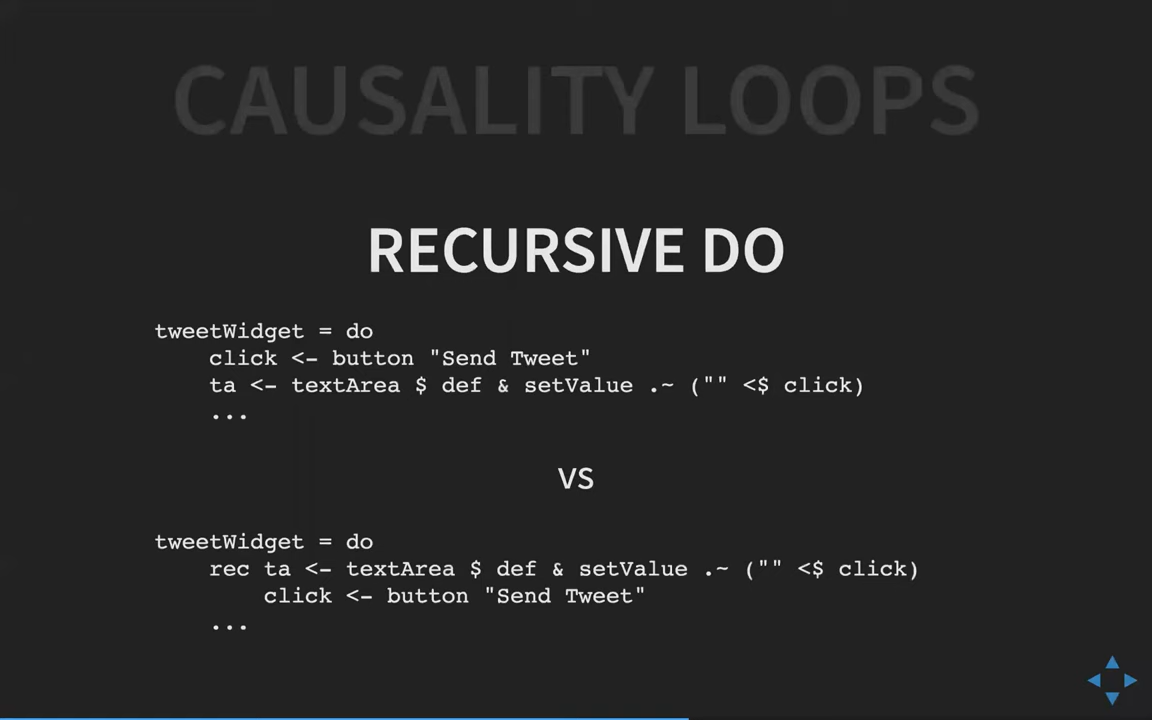 CAUSALITY LOOPS
RECURSIVE DO
tweetWidget = do
    click <- button "Send Tweet"
    ta <- textArea $ def & setValue .~ ("" <$ click)
    ...
VS
tweetWidget = do
    rec ta <- textArea $ def & setValue .~ ("" <$ click)
        click <- button "Send Tweet"
    ...